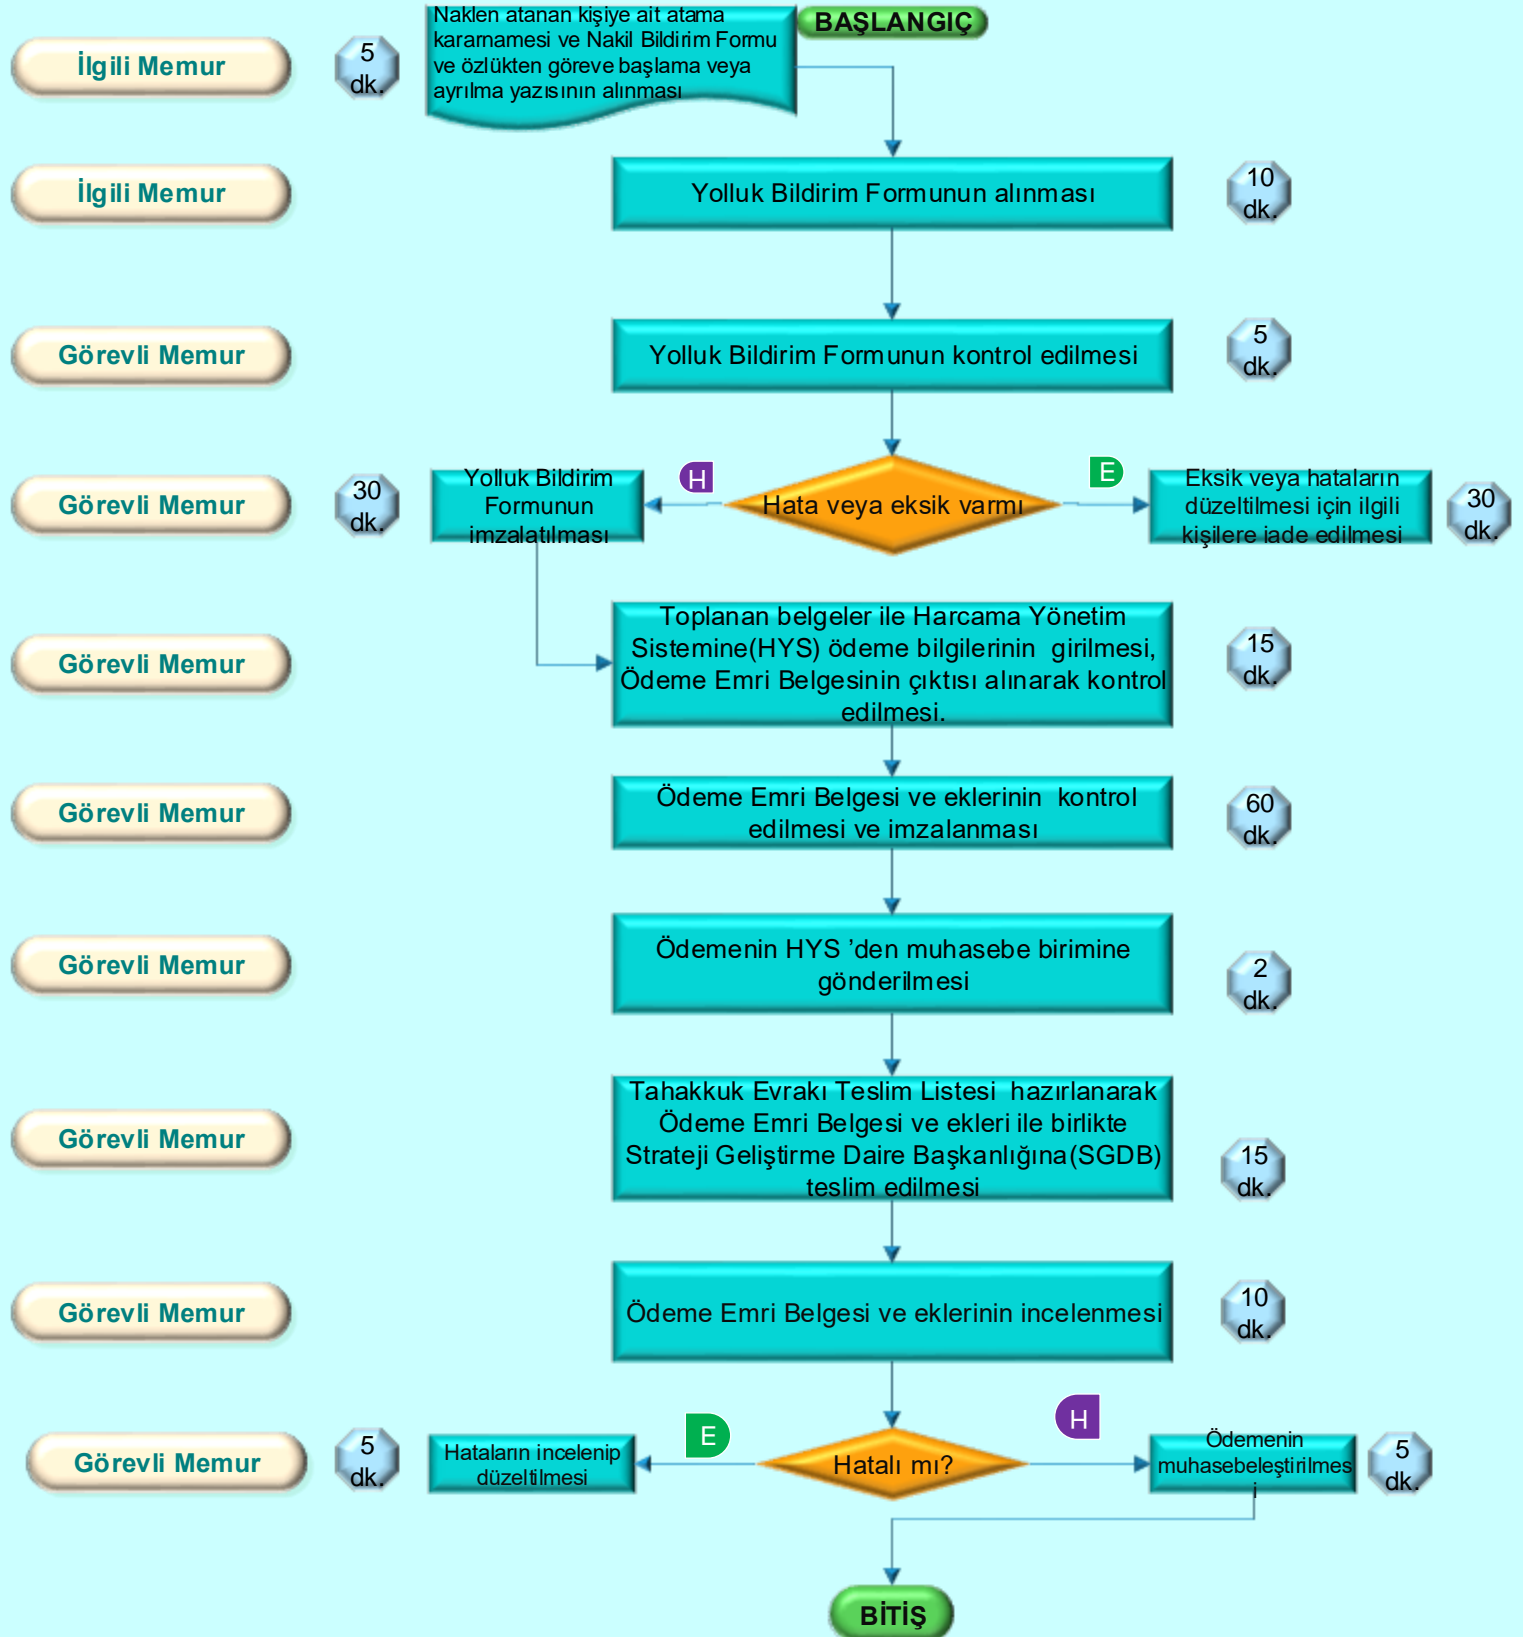 Naklen atanan kişiye ait atama
kararnamesi ve Nakil Bildirim Formu
ve özlükten göreve başlama veya
ayrılma yazısının alınması
BAŞLANGIÇ
İlgili Memur
5
dk.
İlgili Memur
Yolluk Bildirim Formunun alınması
10
dk.
Görevli Memur
Yolluk Bildirim Formunun kontrol edilmesi
5
dk.
Görevli Memur
30
dk.
Yolluk Bildirim
Formunun
imzalatılması
H
Hata veya eksik varmı
E
Eksik veya hataların
düzeltilmesi için ilgili
kişilere iade edilmesi
30
dk.
Görevli Memur
Toplanan belgeler ile Harcama Yönetim
Sistemine(HYS) ödeme bilgilerinin girilmesi,
Ödeme Emri Belgesinin çıktısı alınarak kontrol
edilmesi.
15
dk.
Görevli Memur
Ödeme Emri Belgesi ve eklerinin kontrol
edilmesi ve imzalanması
60
dk.
Görevli Memur
Ödemenin HYS ’den muhasebe birimine
gönderilmesi
2
dk.
Görevli Memur
Tahakkuk Evrakı Teslim Listesi hazırlanarak
Ödeme Emri Belgesi ve ekleri ile birlikte
Strateji Geliştirme Daire Başkanlığına(SGDB)
teslim edilmesi
15
dk.
Görevli Memur
Ödeme Emri Belgesi ve eklerinin incelenmesi
10
dk.
Görevli Memur
5
dk.
Hataların incelenip
düzeltilmesi
E
Hatalı mı?
H
Ödemenin
muhasebeleştirilmes
i
5
dk.
BİTİŞ